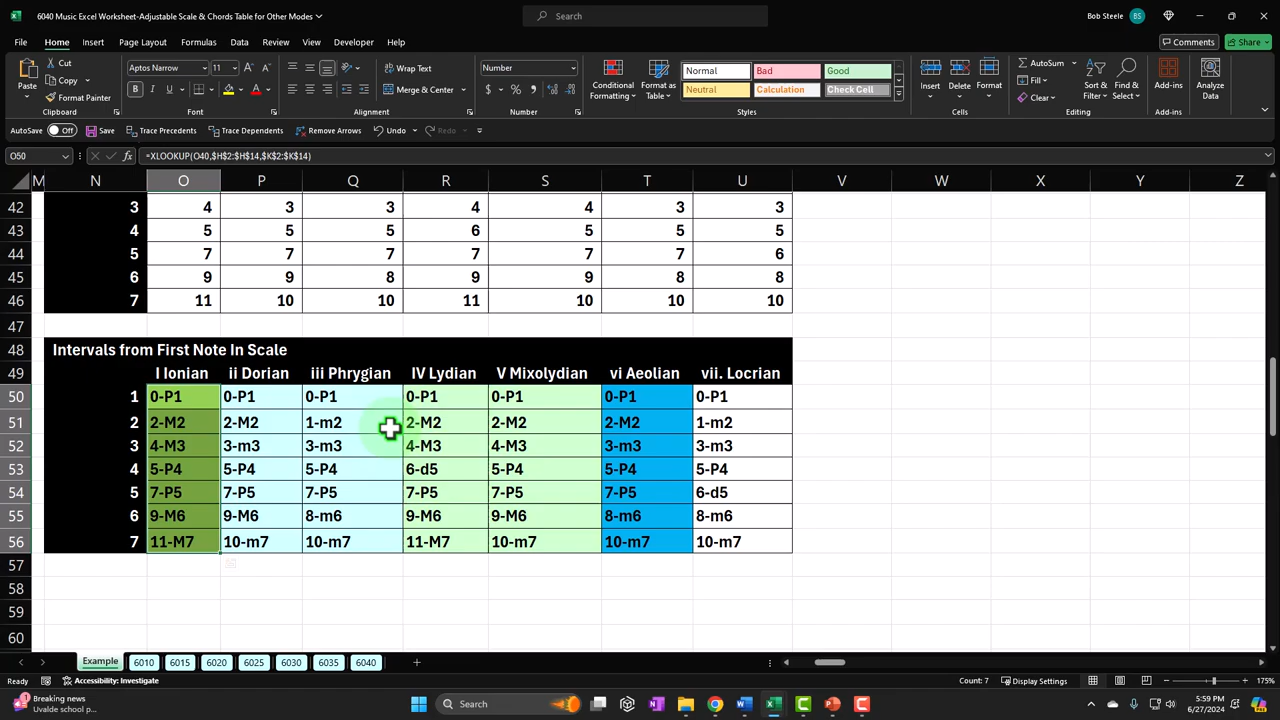 6040 Music Excel Worksheet-Adjustable Scale & Chords Table for Other Modes
Search
Bob Steele BS
File Home Insert Draw Page Layout Formulas Data Review View Developer Help Comments Share
Paste
Cut
Copy
Format Painter
Clipboard
Aptos Narrow 11
B I U
Font
Wrap Text
Merge & Center
Alignment
Number
$ % 9
Number
Conditional Formatting
Format as Table
Normal Bad Good
Neutral Calculation Check Cell
Styles
Insert Delete Format
Cells
AutoSum
Fill
Clear
Sort & Filter
Find & Select
Editing
Add-ins
Add-ins
Analyze Data
AutoSave Off Save Trace Precedents Trace Dependents Remove Arrows Undo Redo
O50 fx =XLOOKUP(O40,$H$2:$H$14,$K$2:$K$14)
M N O P Q R S T U V W X Y Z
42 3 4 3 3 4 4 3 3
43 4 5 5 5 6 5 5 5
44 5 7 7 7 7 7 7 6
45 6 9 9 8 9 9 8 8
46 7 11 10 10 11 10 10 10
47
48 Intervals from First Note In Scale
49 I Ionian ii Dorian iii Phrygian IV Lydian V Mixolydian vi Aeolian vii. Locrian
50 1 0-P1 0-P1 0-P1 0-P1 0-P1 0-P1 0-P1
51 2 2-M2 2-M2 1-m2 2-M2 2-M2 2-M2 1-m2
52 3 4-M3 3-m3 3-m3 4-M3 4-M3 3-m3 3-m3
53 4 5-P4 5-P4 5-P4 6-d5 5-P4 5-P4 5-P4
54 5 7-P5 7-P5 7-P5 7-P5 7-P5 7-P5 6-d5
55 6 9-M6 9-M6 8-m6 9-M6 9-M6 8-m6 8-m6
56 7 11-M7 10-m7 10-m7 11-M7 10-m7 10-m7 10-m7
57
58
59
60
Example 6010 6015 6020 6025 6030 6035 6040
Ready Accessibility: Investigate Count: 7 Display Settings 175%
Breaking news
Uvalde school p...
Search
5:59 PM
6/27/2024